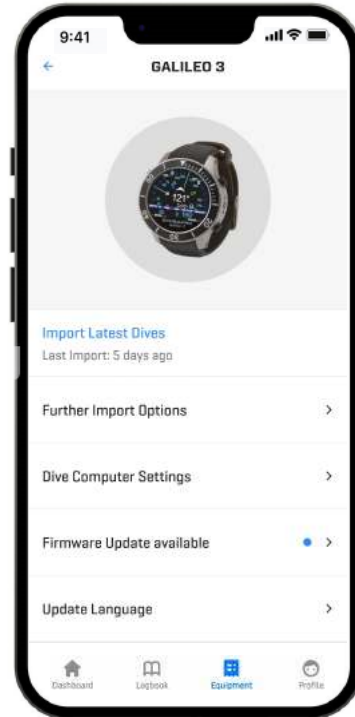 9:41
GALILEO 3
121°
Import Latest Dives
Last Import: 5 days ago
Further Import Options
Dive Computer Settings
Firmware Update available
Update Language
Dashboard
Logbook
Equipment
Profile